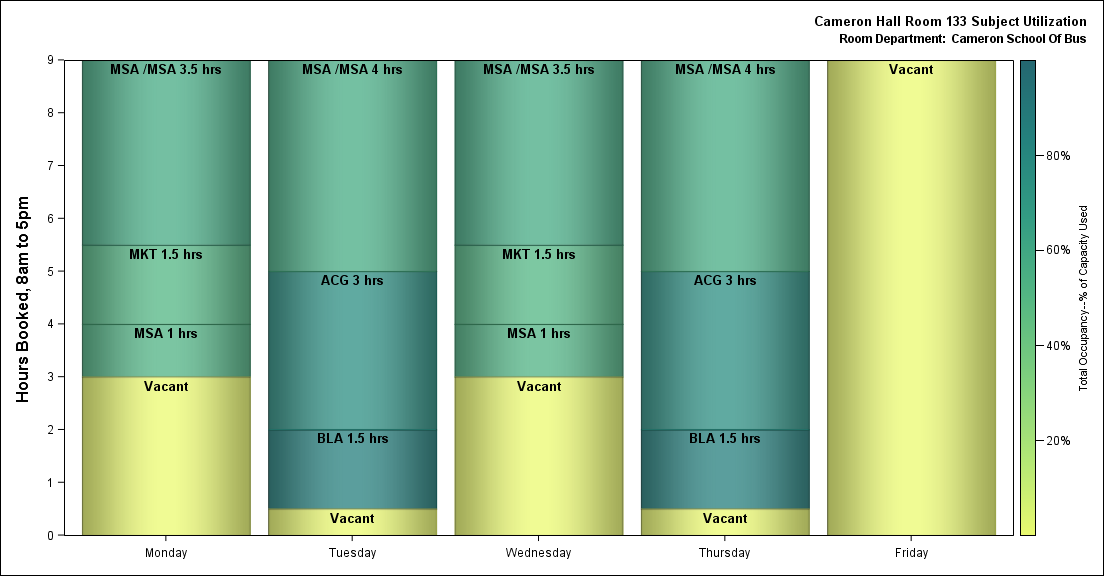 Cameron Hall Room 133 Subject Utilization
Room Department: Cameron School Of Bus
Hours Booked, 8am to 5pm
9
8
7
6
5
4
3
2
1
0
MSA /MSA 3.5 hrs
MKT 1.5 hrs
MSA 1 hrs
Vacant
MSA /MSA 4 hrs
ACG 3 hrs
BLA 1.5 hrs
Vacant
MSA /MSA 3.5 hrs
MKT 1.5 hrs
MSA 1 hrs
Vacant
MSA /MSA 4 hrs
ACG 3 hrs
BLA 1.5 hrs
Vacant
Vacant
Monday
Tuesday
Wednesday
Thursday
Friday
80%
60%
40%
20%
Total Occupancy--% of Capacity Used